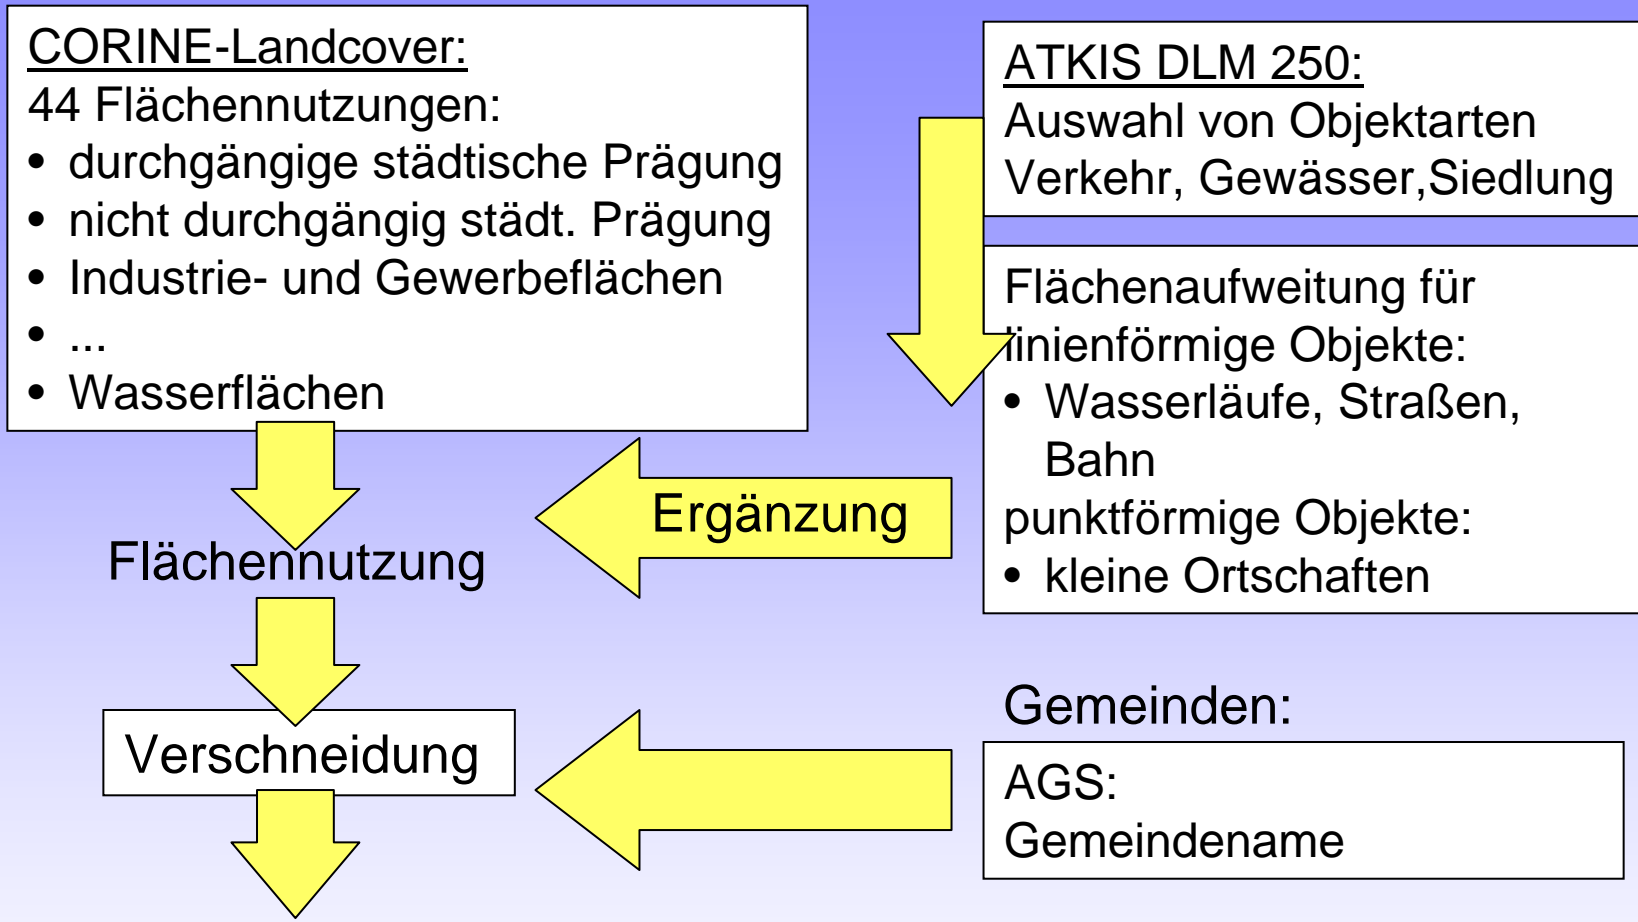 CORINE-Landcover:
44 Flächennutzungen:
• durchgängige städtische Prägung
• nicht durchgängig städt. Prägung
• Industrie- und Gewerbeflächen
• ...
• Wasserflächen
ATKIS DLM 250:
Auswahl von Objektarten
Verkehr, Gewässer,Siedlung
Flächenaufweitung für
linienförmige Objekte:
• Wasserläufe, Straßen,
Bahn
punktförmige Objekte:
• kleine Ortschaften
Ergänzung
Flächennutzung
Verschneidung
Gemeinden:
AGS:
Gemeindename